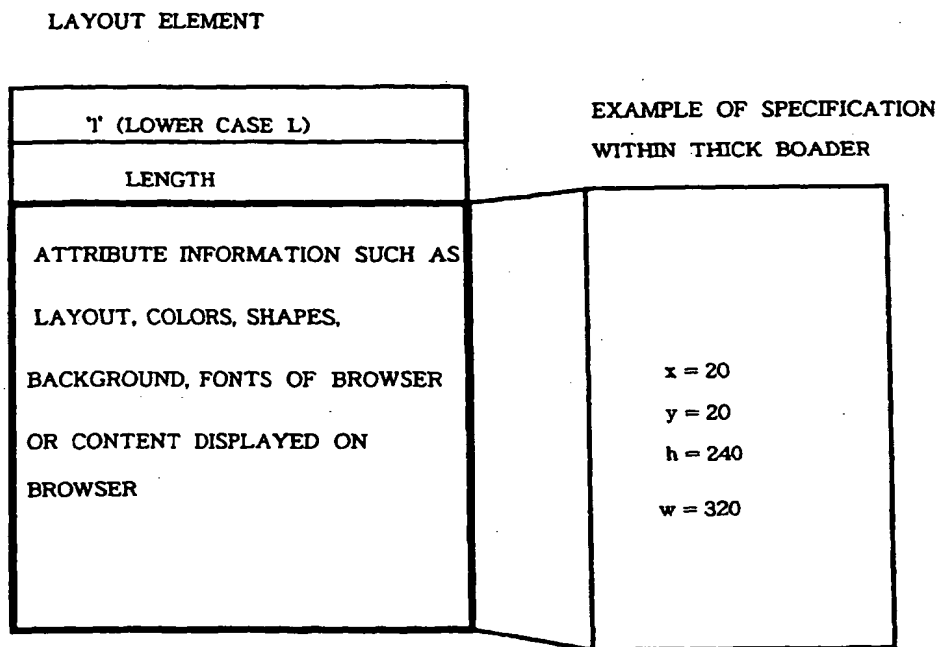 LAYOUT ELEMENT
'l' (LOWER CASE L)
LENGTH
ATTRIBUTE INFORMATION SUCH AS
LAYOUT, COLORS, SHAPES,
BACKGROUND, FONTS OF BROWSER
OR CONTENT DISPLAYED ON
BROWSER
EXAMPLE OF SPECIFICATION
WITHIN THICK BOADER
x = 20
y = 20
h = 240
w = 320